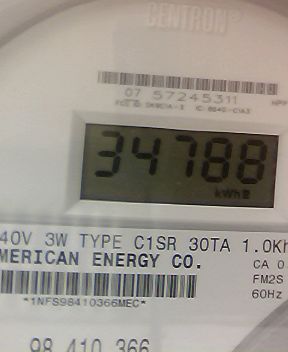 CENTRON®
07 57245311
34788
kWh
40V 3W TYPE C1SR 30TA 1.0Kh
MERICAN ENERGY CO.
CA 0
FM2S
60Hz
*1NFS98410366MEC*
98 410 366